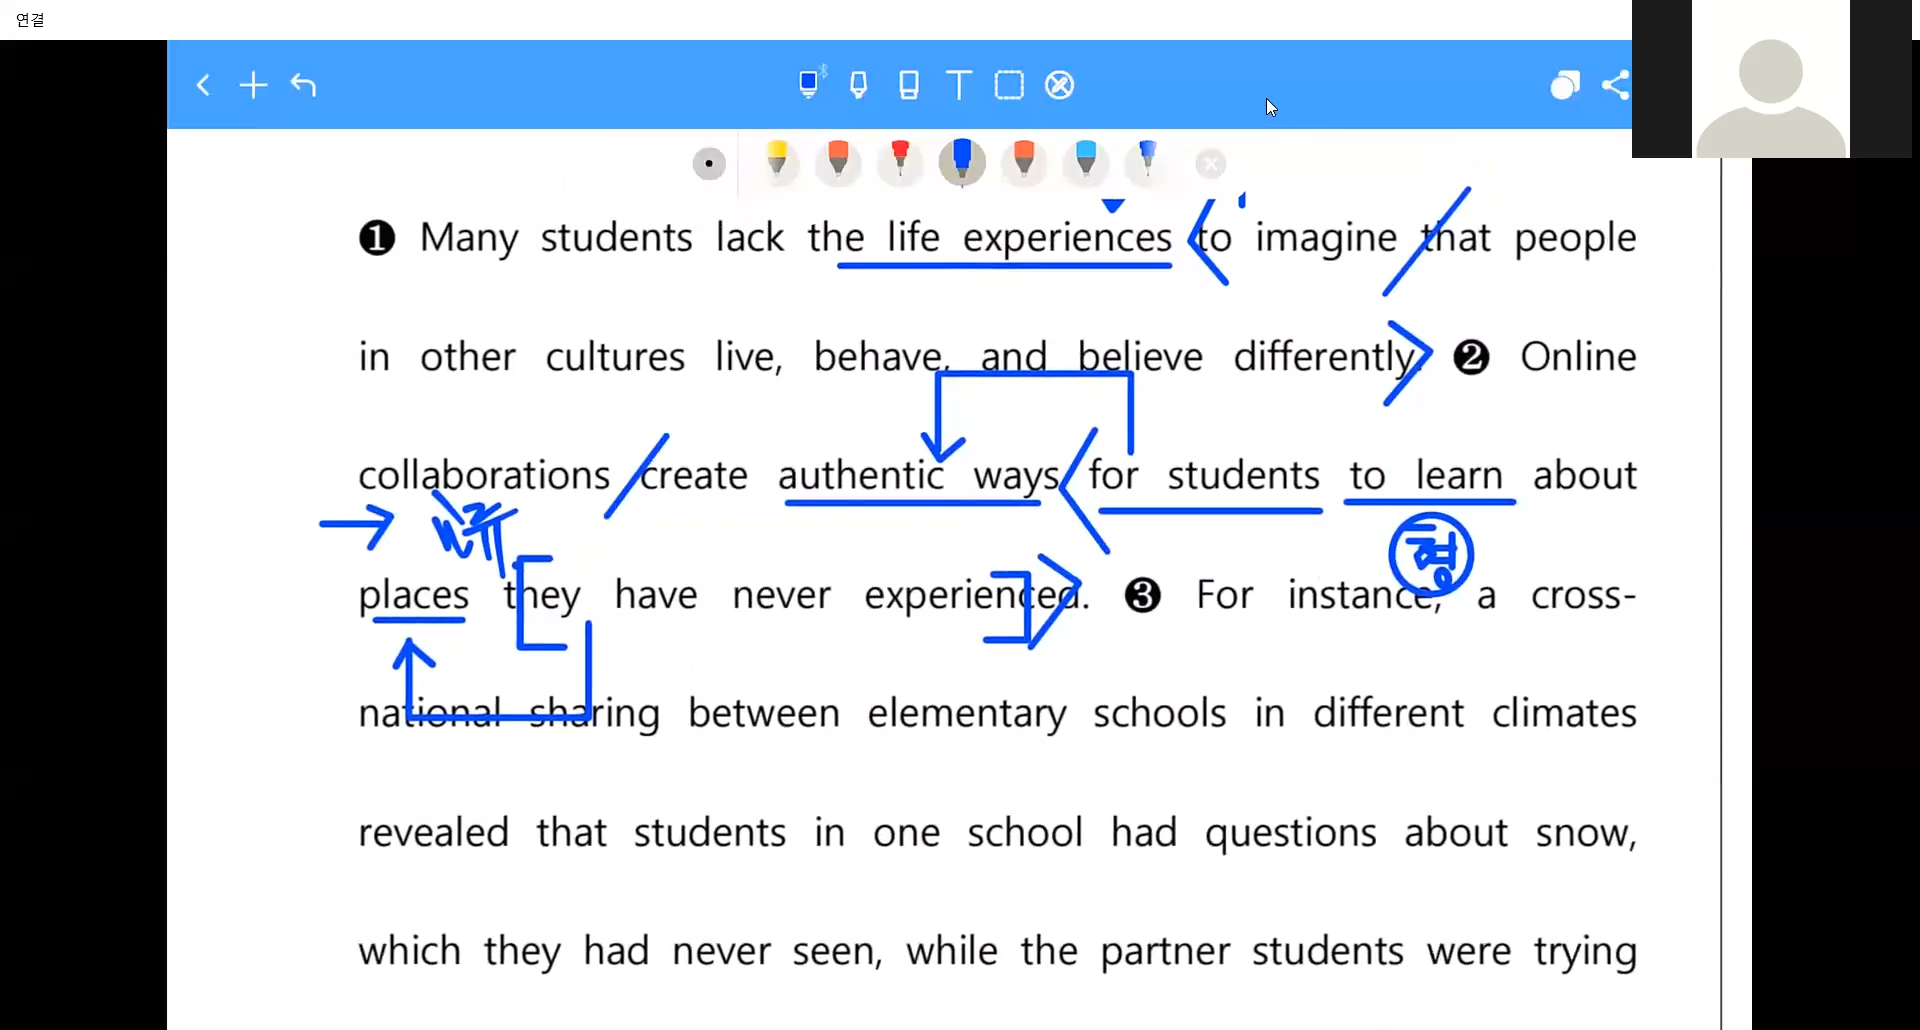 연결
❶ Many students lack the life experiences to imagine that people
in other cultures live, behave, and believe differently. ❷ Online
collaborations create authentic ways for students to learn about
형
places they have never experienced. ❸ For instance, a cross-
national sharing between elementary schools in different climates
revealed that students in one school had questions about snow,
which they had never seen, while the partner students were trying